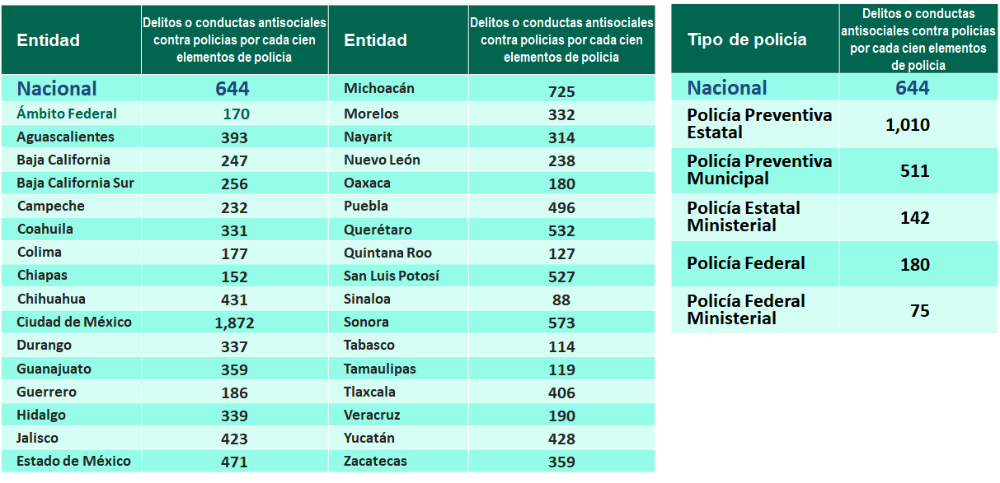 Entidad | Delitos o conductas antisociales contra policías por cada cien elementos de policía | Entidad | Delitos o conductas antisociales contra policías por cada cien elementos de policía
Nacional | 644 | Michoacán | 725
Ámbito Federal | 170 | Morelos | 332
Aguascalientes | 393 | Nayarit | 314
Baja California | 247 | Nuevo León | 238
Baja California Sur | 256 | Oaxaca | 180
Campeche | 232 | Puebla | 496
Coahuila | 331 | Querétaro | 532
Colima | 177 | Quintana Roo | 127
Chiapas | 152 | San Luis Potosí | 527
Chihuahua | 431 | Sinaloa | 88
Ciudad de México | 1,872 | Sonora | 573
Durango | 337 | Tabasco | 114
Guanajuato | 359 | Tamaulipas | 119
Guerrero | 186 | Tlaxcala | 406
Hidalgo | 339 | Veracruz | 190
Jalisco | 423 | Yucatán | 428
Estado de México | 471 | Zacatecas | 359
Tipo de policía | Delitos o conductas antisociales contra policías por cada cien elementos de policía
Nacional | 644
Policía Preventiva Estatal | 1,010
Policía Preventiva Municipal | 511
Policía Estatal Ministerial | 142
Policía Federal | 180
Policía Federal Ministerial | 75